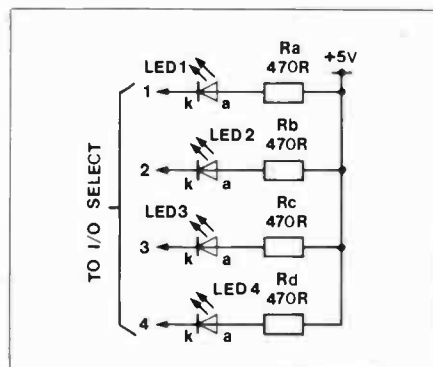 LED1
Ra
470R
+5V
1
k
a
LED2
Rb
470R
2
k
a
TO I/O SELECT
LED3
Rc
470R
3
k
a
LED4
Rd
470R
4
k
a